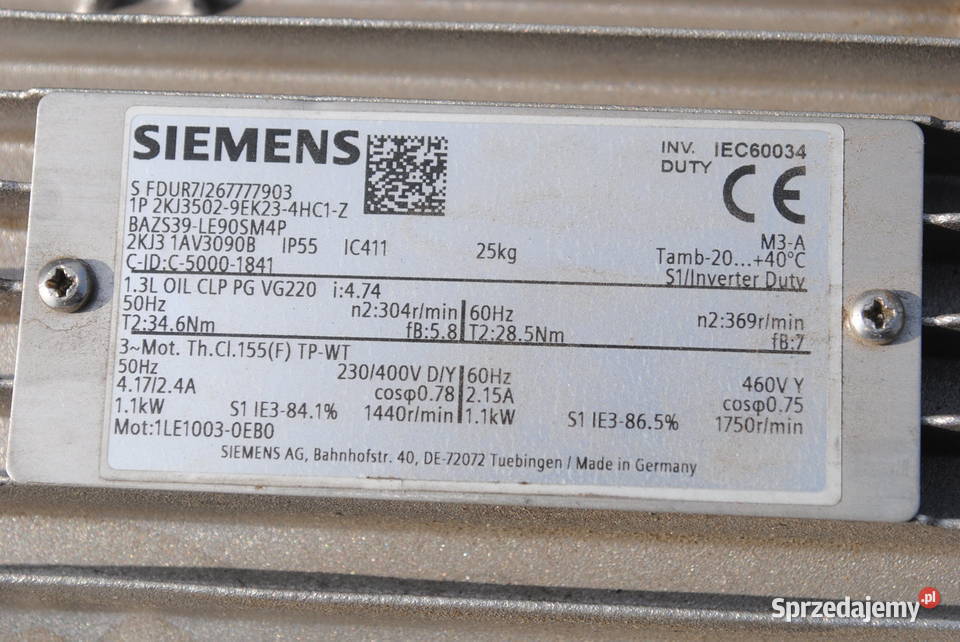 SIEMENS
INV. DUTY IEC60034
CE
S FDUR7/267777903
1P 2KJ3502-9EK23-4HC1-Z
BAZS39-LE90SM4P
2KJ3 1AV3090B IP55 IC411 25kg M3-A
Tamb-20...+40°C
C-ID:C-5000-1841 S1/Inverter Duty
1.3L OIL CLP PG VG220 i:4.74
50Hz n2:304r/min 60Hz n2:369r/min
T2:34.6Nm fB:5.8 T2:28.5Nm fB:7
3~Mot. Th.Cl.155(F) TP-WT
50Hz 230/400V D/Y 60Hz 460V Y
4.17/2.4A cosφ0.78 2.15A cosφ0.75
1.1kW S1 IE3-84.1% 1440r/min 1.1kW S1 IE3-86.5% 1750r/min
Mot:1LE1003-0EB0
SIEMENS AG, Bahnhofstr. 40, DE-72072 Tuebingen / Made in Germany
Sprzedajemy.pl